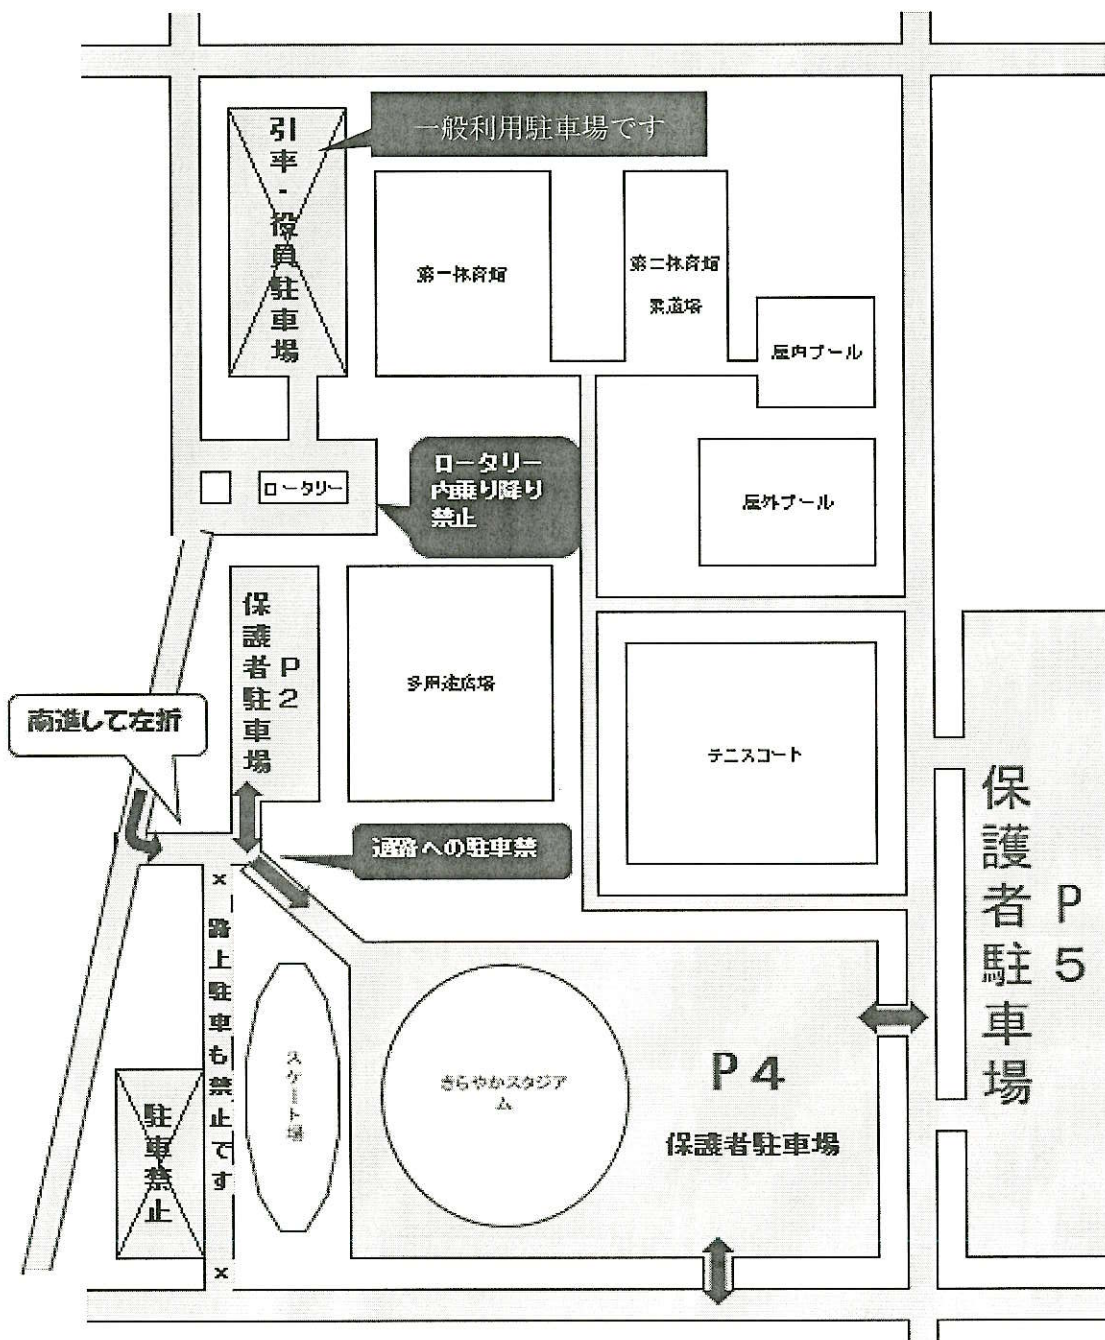 一般利用駐車場です
引率・役員駐車場
第一体育館
第二体育館
柔道場
屋内プール
ロータリー
内乗り降り
禁止
ロータリー
屋外プール
保護者駐車場
P2
多用途広場
南進して左折
テニスコート
通路への駐車禁
保護者駐車場
P5
×
路上駐車も禁止です
×
スケート場
きらやかスタジア
ム
P4
保護者駐車場
駐車禁止